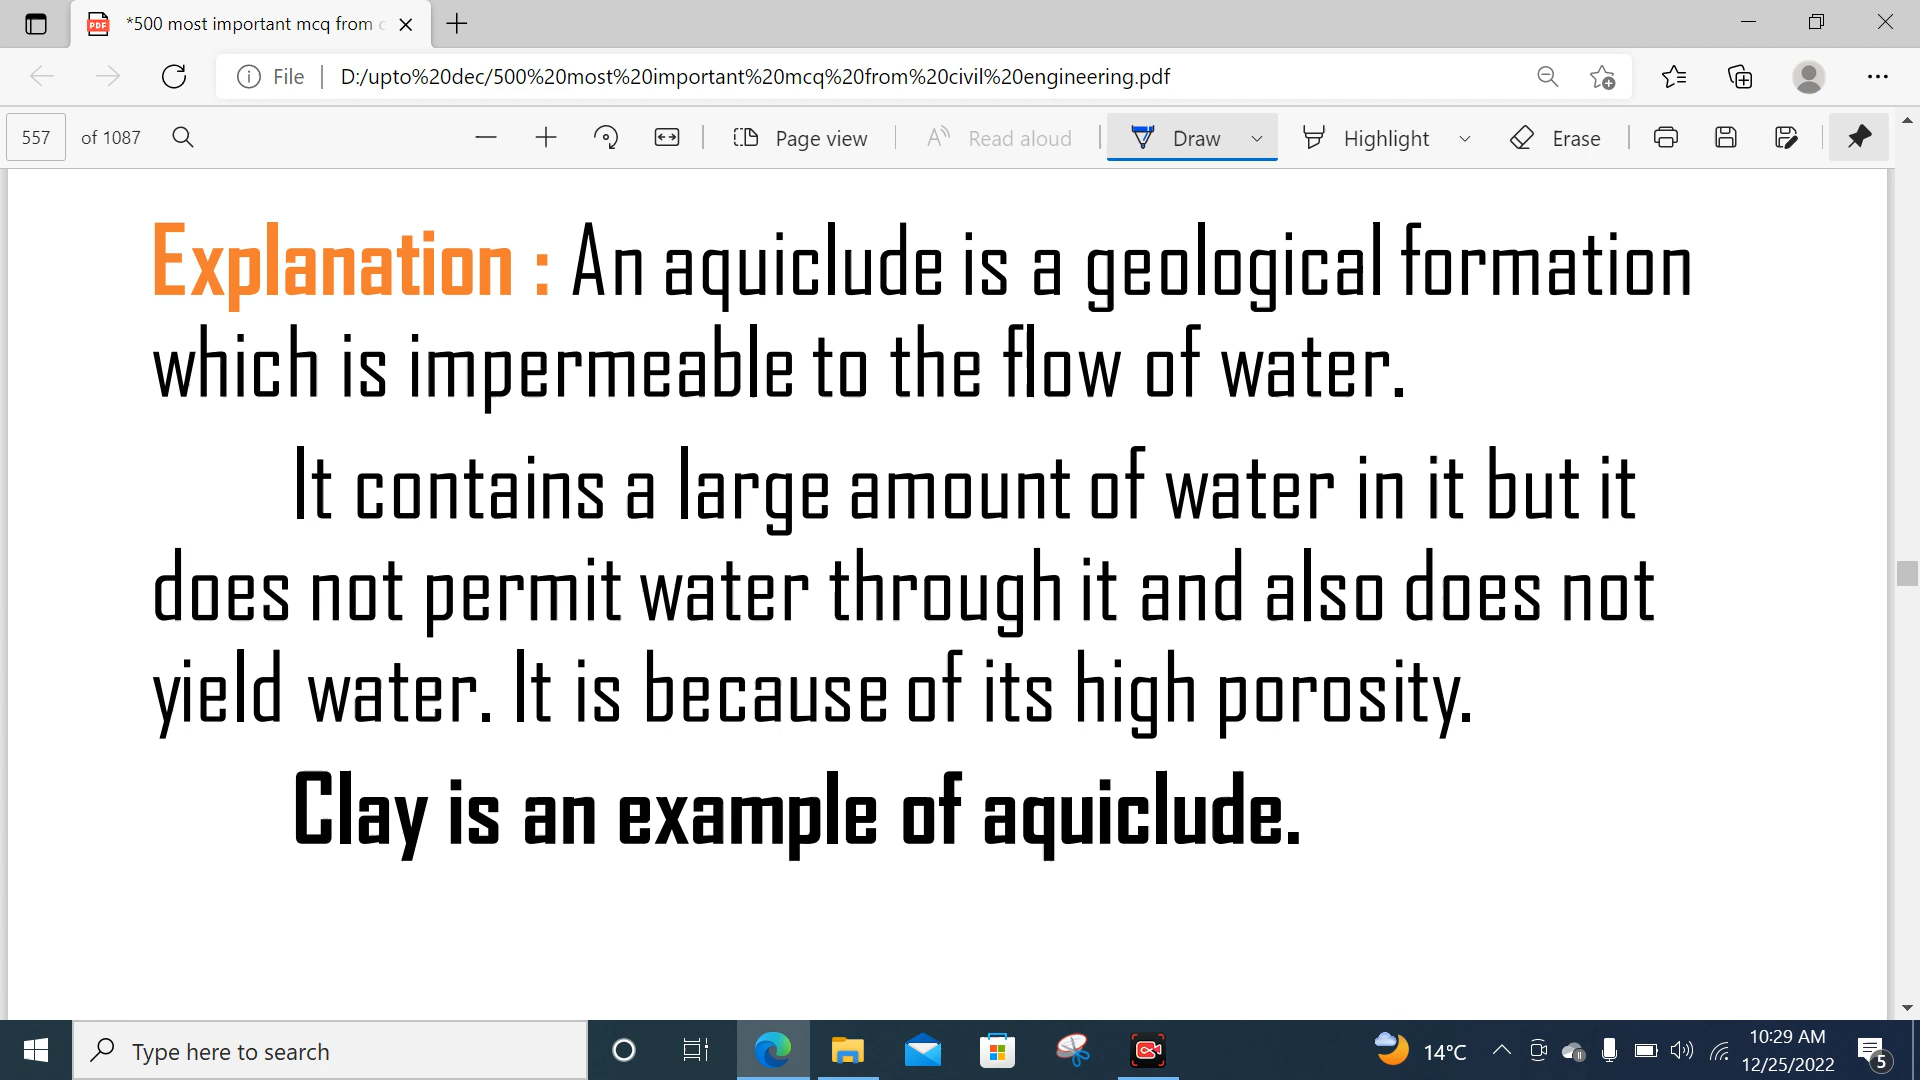 *500 most important mcq from c
File
D:/upto%20dec/500%20most%20important%20mcq%20from%20civil%20engineering.pdf
557 of 1087
Page view
Read aloud
Draw
Highlight
Erase
Explanation : An aquiclude is a geological formation
which is impermeable to the flow of water.
It contains a large amount of water in it but it
does not permit water through it and also does not
yield water. It is because of its high porosity.
Clay is an example of aquiclude.
Type here to search
14°C
10:29 AM
12/25/2022
5